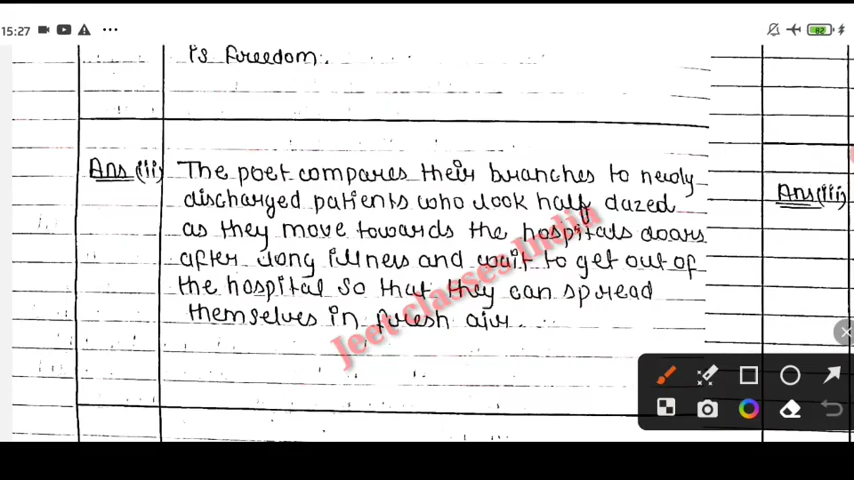 15:27
82
is freedom.
Ans (iii) The poet compares their branches to newly
discharged patients who look half dazed
as they move towards the hospitals doors
after long illness and wait to get out of
the hospital so that they can spread
themselves in fresh air.
Ans (iii)
Jeet classes India